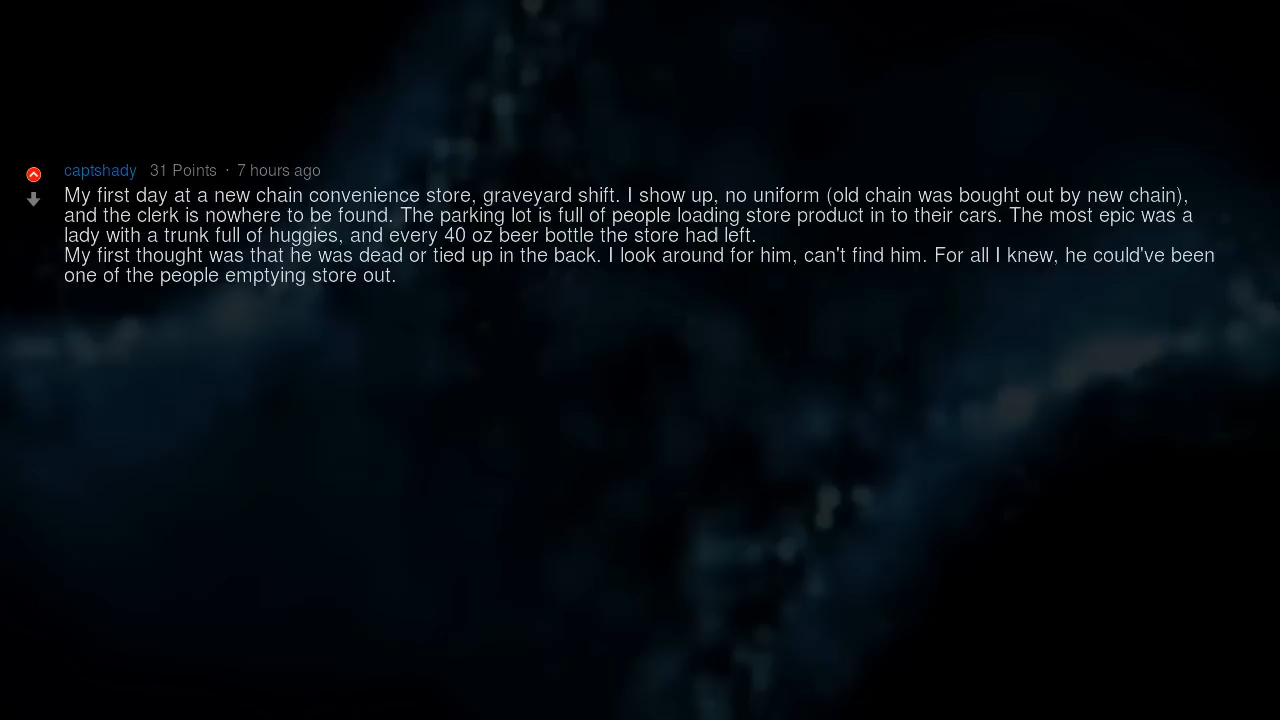 captshady 31 Points · 7 hours ago
My first day at a new chain convenience store, graveyard shift. I show up, no uniform (old chain was bought out by new chain),
and the clerk is nowhere to be found. The parking lot is full of people loading store product in to their cars. The most epic was a
lady with a trunk full of huggies, and every 40 oz beer bottle the store had left.
My first thought was that he was dead or tied up in the back. I look around for him, can't find him. For all I knew, he could've been
one of the people emptying store out.